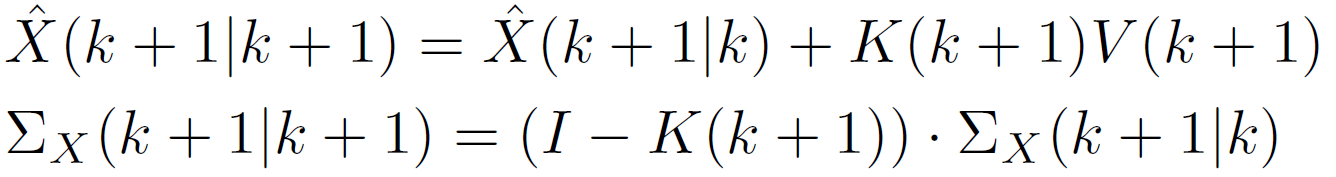 X̂(k + 1|k + 1) = X̂(k + 1|k) + K(k + 1)V(k + 1)
Σ_X(k + 1|k + 1) = (I − K(k + 1)) · Σ_X(k + 1|k)